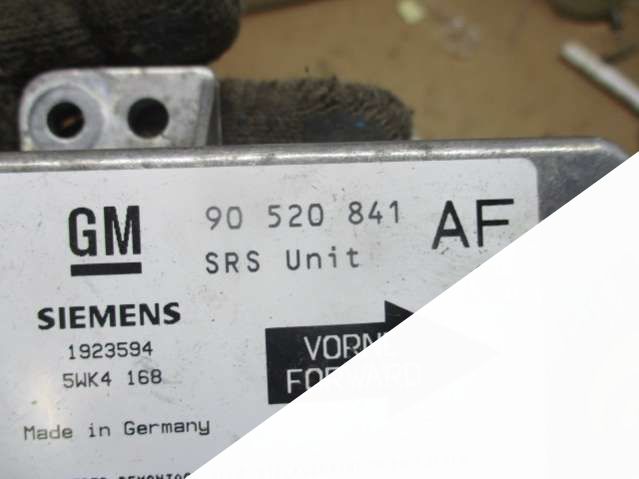 GM
90 520 841
AF
SRS Unit
SIEMENS
1923594
5WK4 168
VORNE
FORWARD
Made in Germany